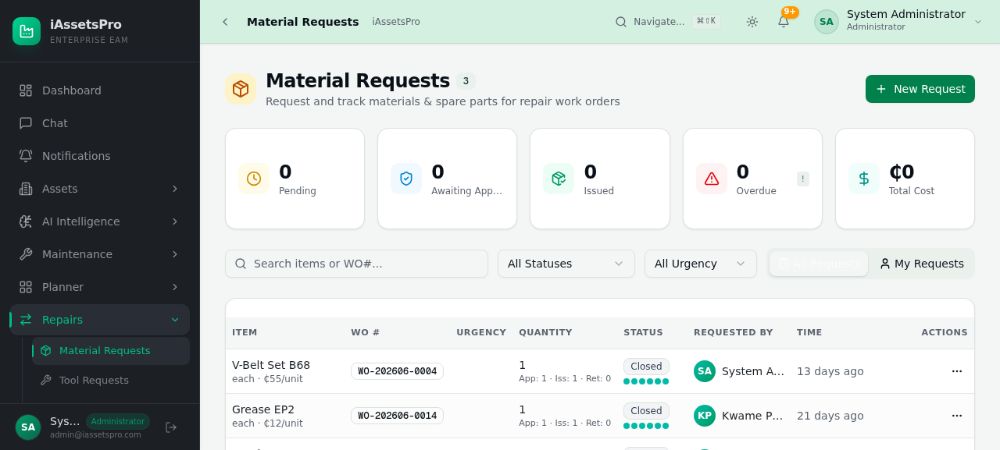 iAssetsPro
ENTERPRISE EAM
Dashboard
Chat
Notifications
Assets
AI Intelligence
Maintenance
Planner
Repairs
Material Requests
Tool Requests
SA
Sys...
Administrator
admin@iassetspro.com
Material Requests
iAssetsPro
Navigate...
⌘⇧K
9+
SA
System Administrator
Administrator
Material Requests
3
Request and track materials & spare parts for repair work orders
New Request
0
Pending
0
Awaiting App...
0
Issued
0
Overdue
!
₵0
Total Cost
Search items or WO#...
All Statuses
All Urgency
All Requests
My Requests
ITEM
WO #
URGENCY
QUANTITY
STATUS
REQUESTED BY
TIME
ACTIONS
V-Belt Set B68
each · ₵55/unit
WO-202606-0004
1
App: 1 · Iss: 1 · Ret: 0
Closed
SA
System A...
13 days ago
Grease EP2
each · ₵12/unit
WO-202606-0014
1
App: 1 · Iss: 1 · Ret: 0
Closed
KP
Kwame P...
21 days ago